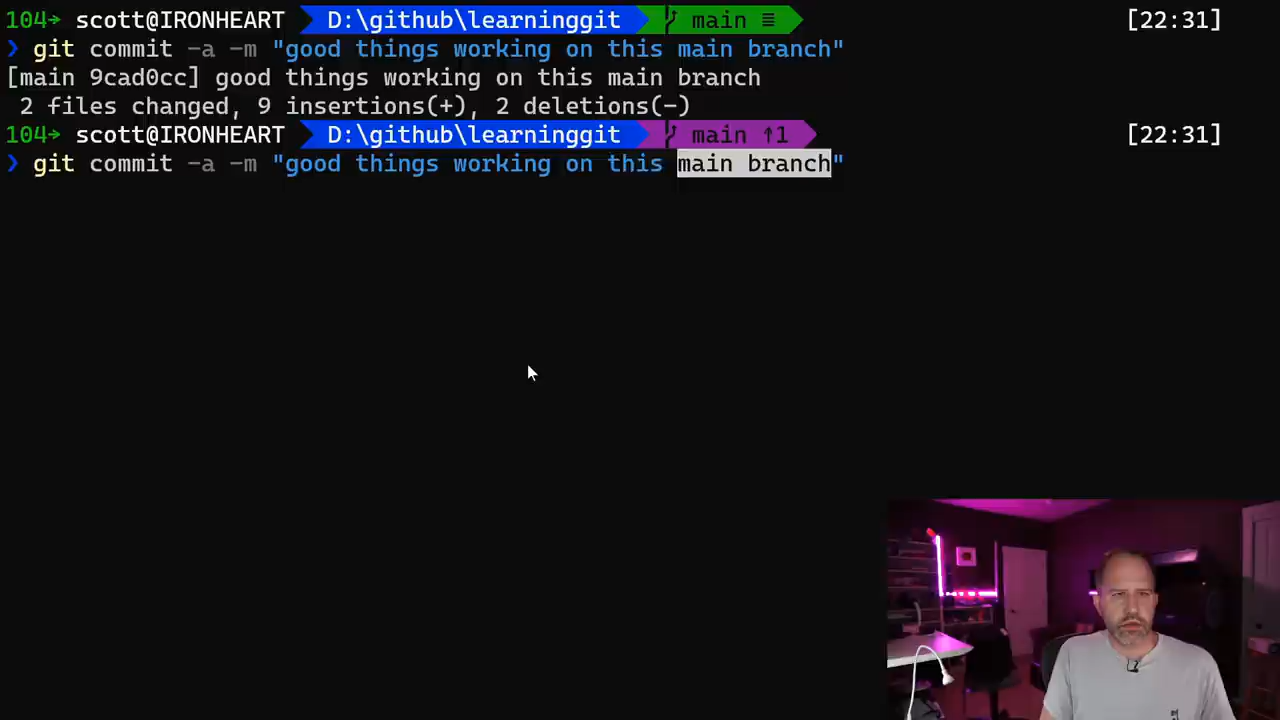 104→ scott@IRONHEART D:\github\learninggit main ≡ [22:31]
❯ git commit -a -m "good things working on this main branch"
[main 9cad0cc] good things working on this main branch
2 files changed, 9 insertions(+), 2 deletions(-)
104→ scott@IRONHEART D:\github\learninggit main ↑1 [22:31]
❯ git commit -a -m "good things working on this main branch"